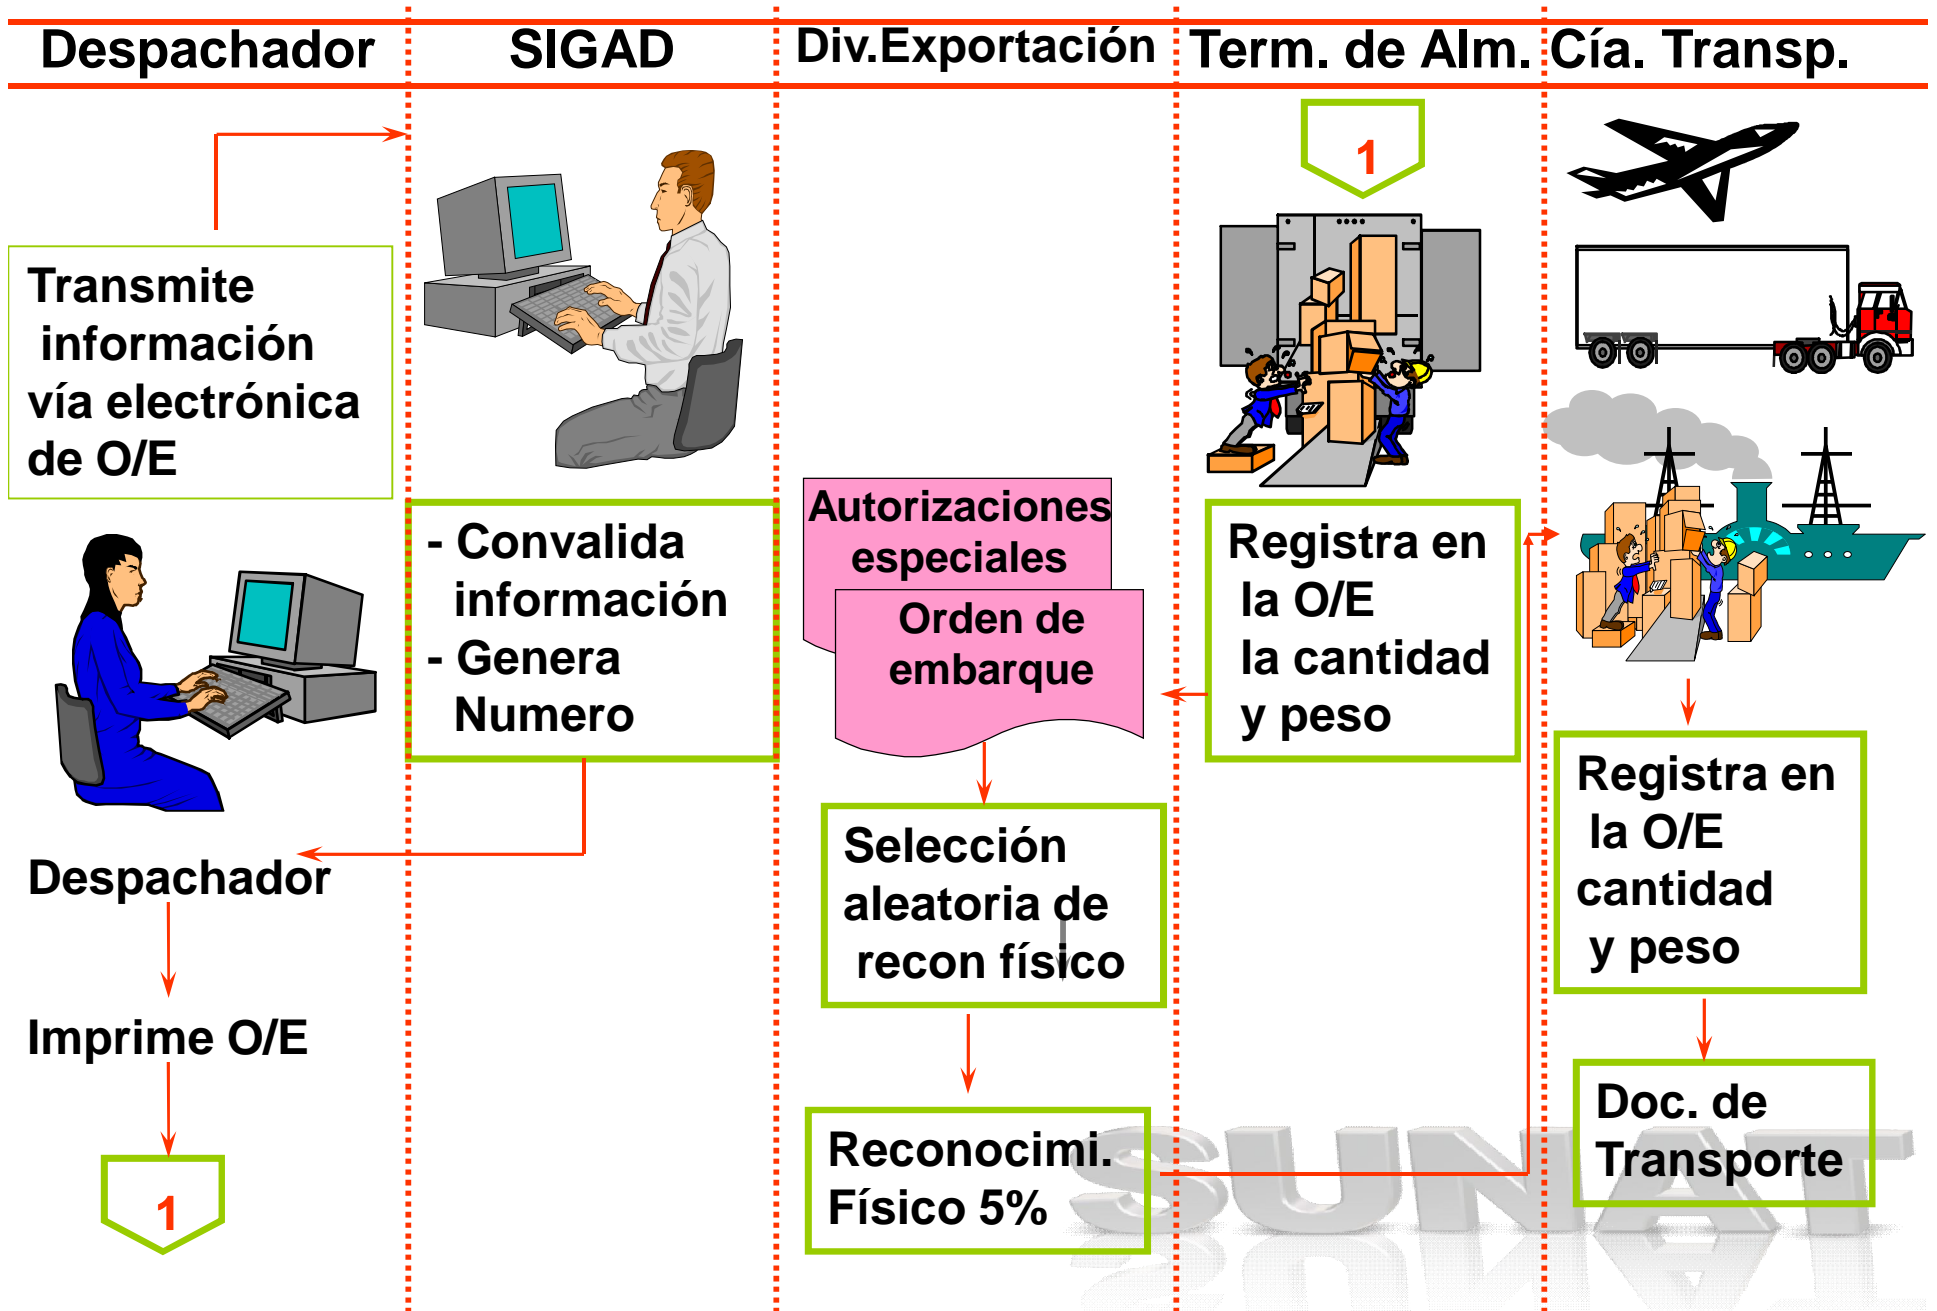 Despachador
SIGAD
Div.Exportación
Term. de Alm.
Cía. Transp.
Transmite
información
vía electrónica
de O/E
- Convalida
información
- Genera
Numero
Despachador
Imprime O/E
1
1
Registra en
la O/E
la cantidad
y peso
Autorizaciones
especiales
Orden de
embarque
Selección
aleatoria de
recon físico
Reconocimi.
Físico 5%
Registra en
la O/E
cantidad
y peso
Doc. de
Transporte
SUNAT